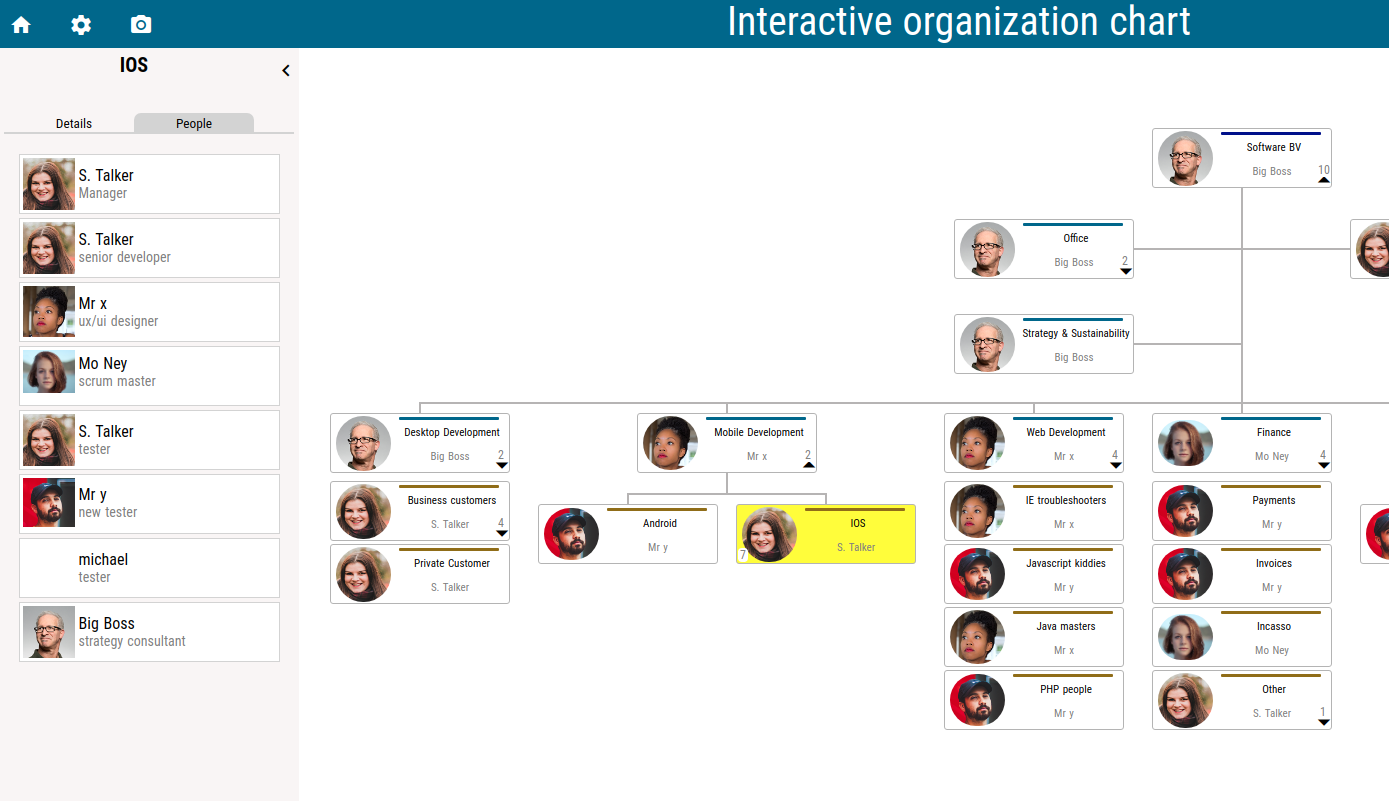 Interactive organization chart
IOS
Details
People
S. Talker
Manager
S. Talker
senior developer
Mr x
ux/ui designer
Mo Ney
scrum master
S. Talker
tester
Mr y
new tester
michael
tester
Big Boss
strategy consultant
Software BV
Big Boss
10
Office
Big Boss
2
Strategy & Sustainability
Big Boss
Desktop Development
Big Boss
2
Business customers
S. Talker
4
Private Customer
S. Talker
Mobile Development
Mr x
2
Android
Mr y
IOS
S. Talker
7
Web Development
Mr x
4
IE troubleshooters
Mr x
Javascript kiddies
Mr y
Java masters
Mr x
PHP people
Mr y
Finance
Mo Ney
4
Payments
Mr y
Invoices
Mr y
Incasso
Mo Ney
Other
S. Talker
1